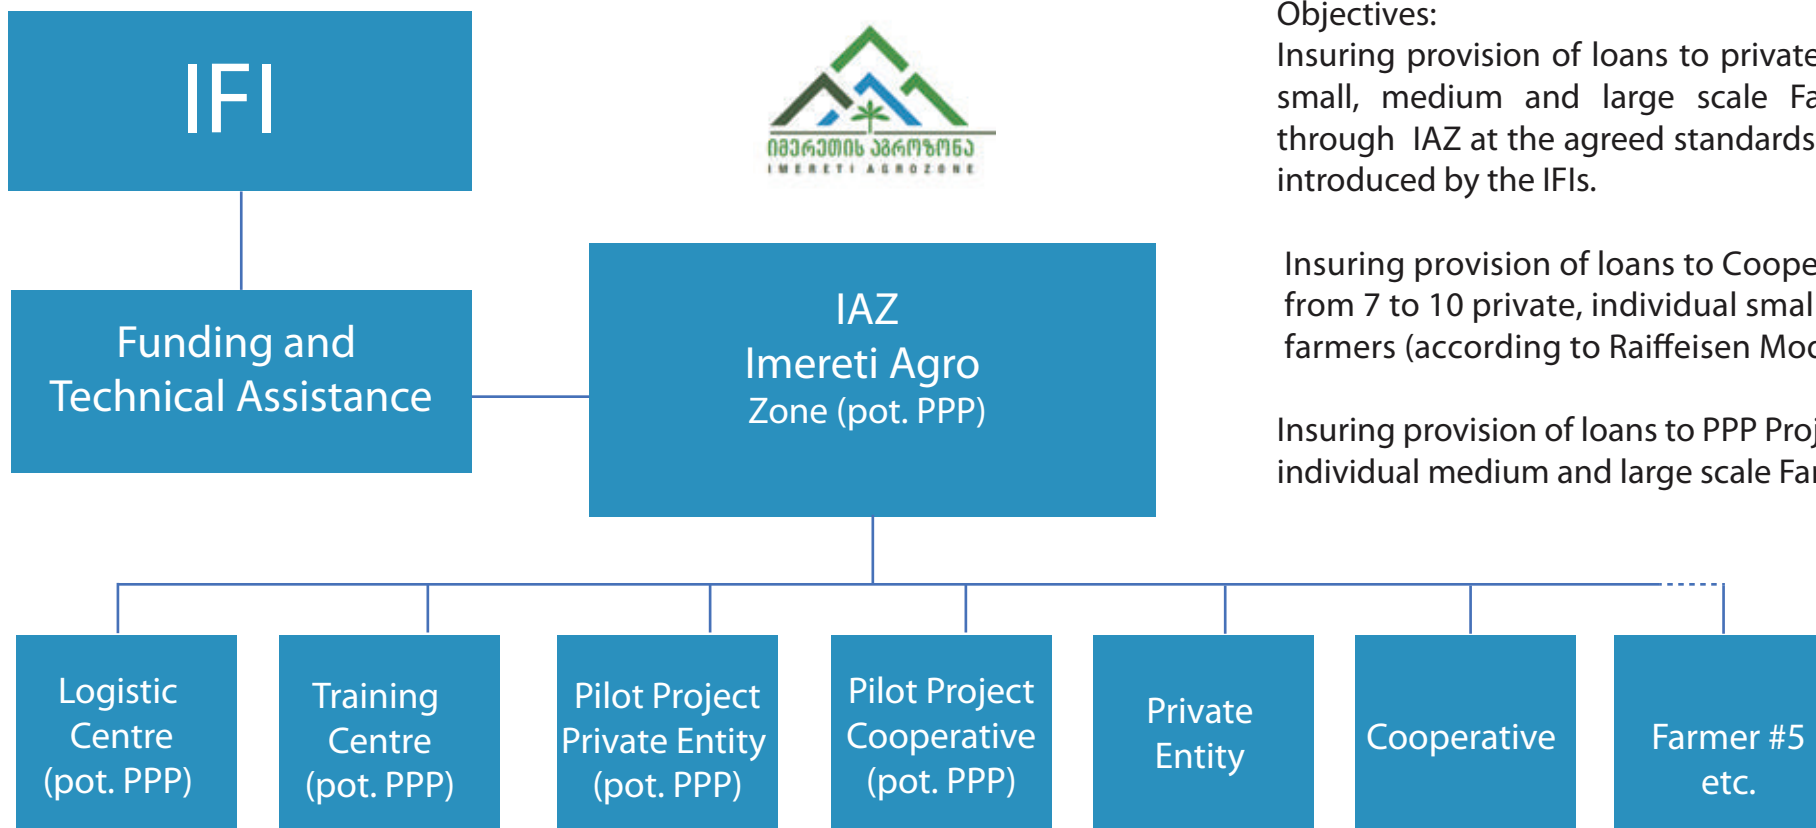 IFI
Funding and
Technical Assistance
იმერეთის აგროზონა
IMERETI AGROZONE
IAZ
Imereti Agro
Zone (pot. PPP)
Objectives:
Insuring provision of loans to private
small, medium and large scale
through IAZ at the agreed standards
introduced by the IFIs.
Insuring provision of loans to
from 7 to 10 private, individual
farmers (according to Raiffeisen
Insuring provision of loans to PPP
individual medium and large scale
Logistic
Centre
(pot. PPP)
Training
Centre
(pot. PPP)
Pilot Project
Private Entity
(pot. PPP)
Pilot Project
Cooperative
(pot. PPP)
Private
Entity
Cooperative
Farmer #5
etc.